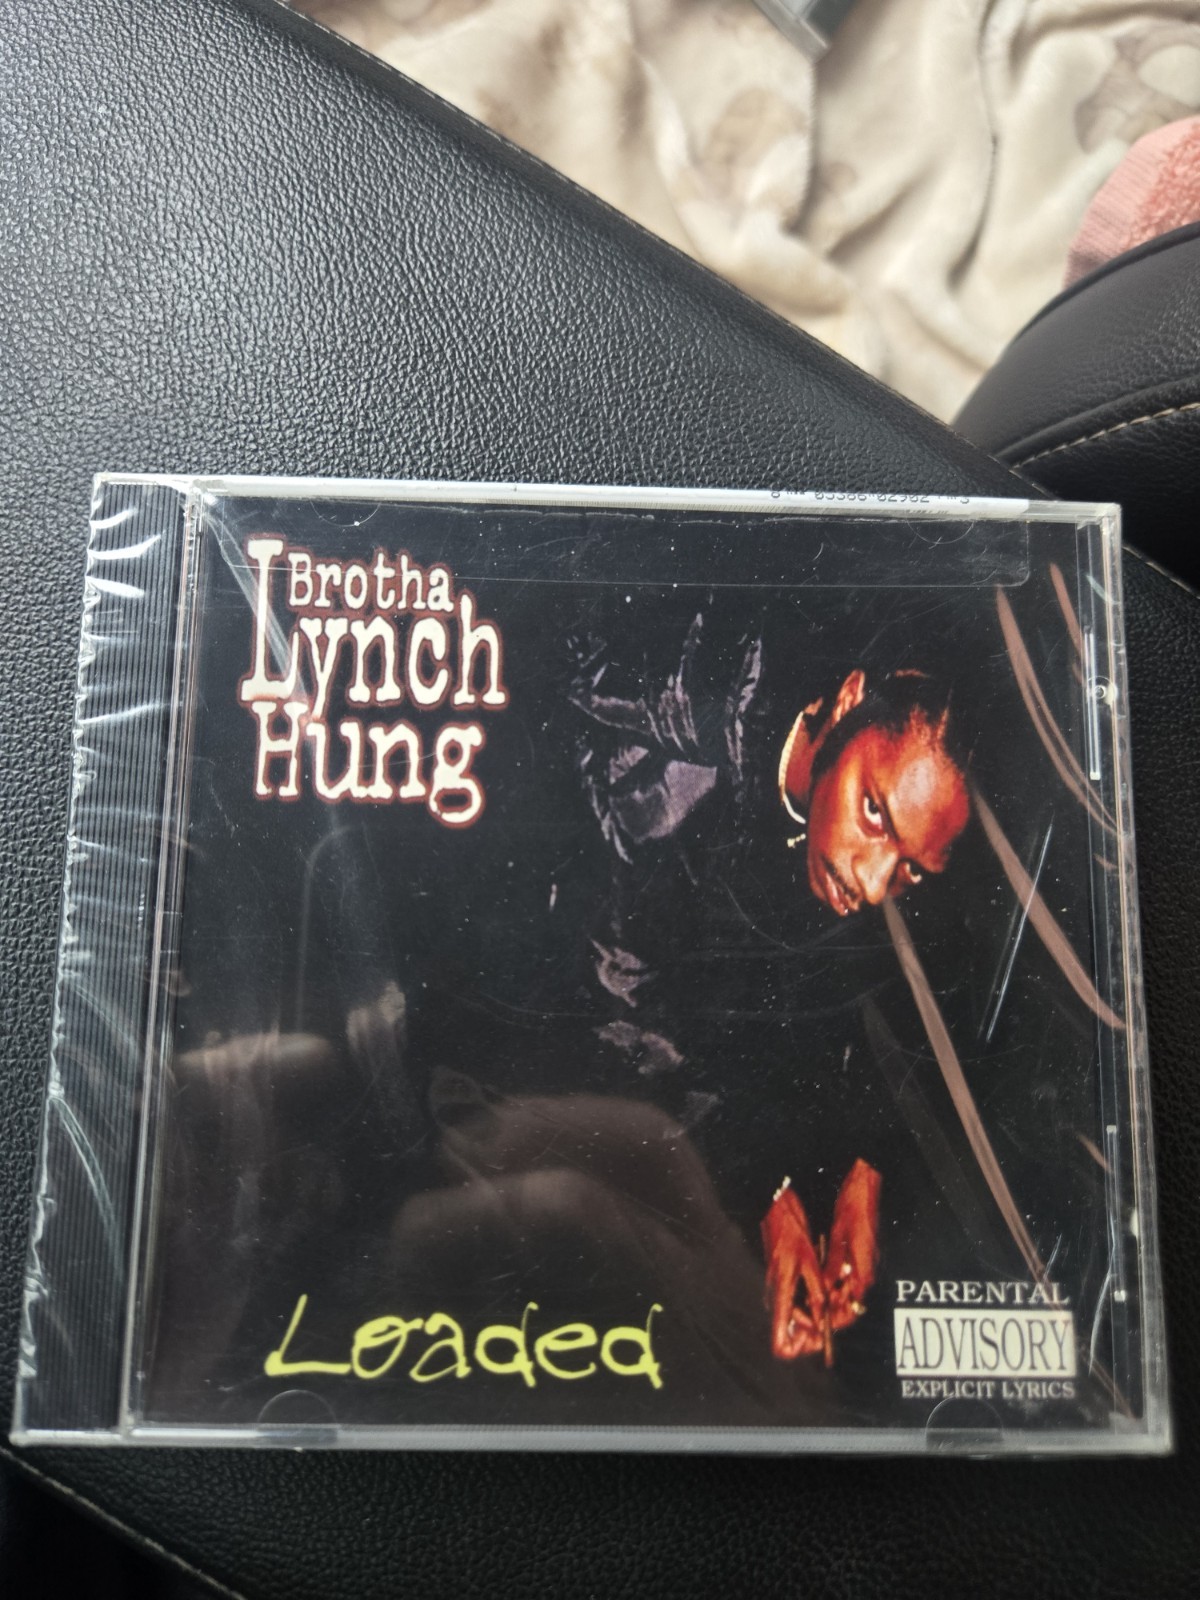 Brotha
Lynch
Hung
Loaded
PARENTAL
ADVISORY
EXPLICIT LYRICS